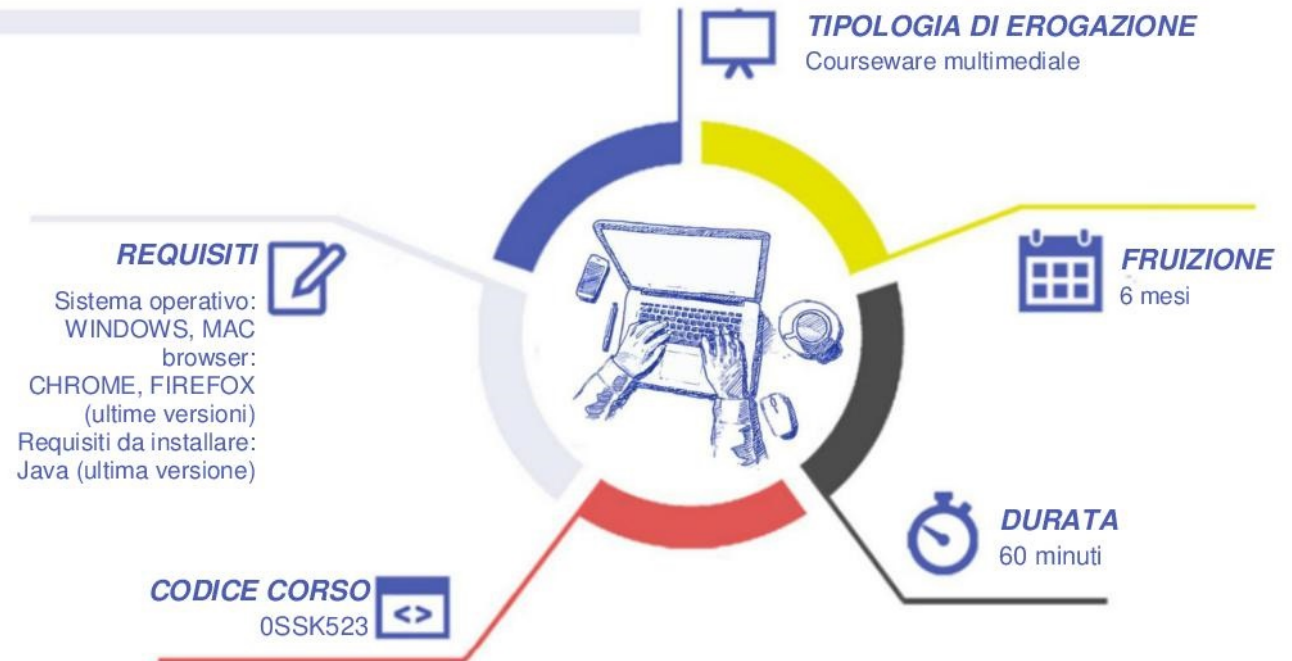 TIPOLOGIA DI EROGAZIONE
Courseware multimediale
REQUISITI
Sistema operativo:
WINDOWS, MAC
browser:
CHROME, FIREFOX
(ultime versioni)
Requisiti da installare:
Java (ultima versione)
FRUIZIONE
6 mesi
DURATA
60 minuti
CODICE CORSO
0SSK523